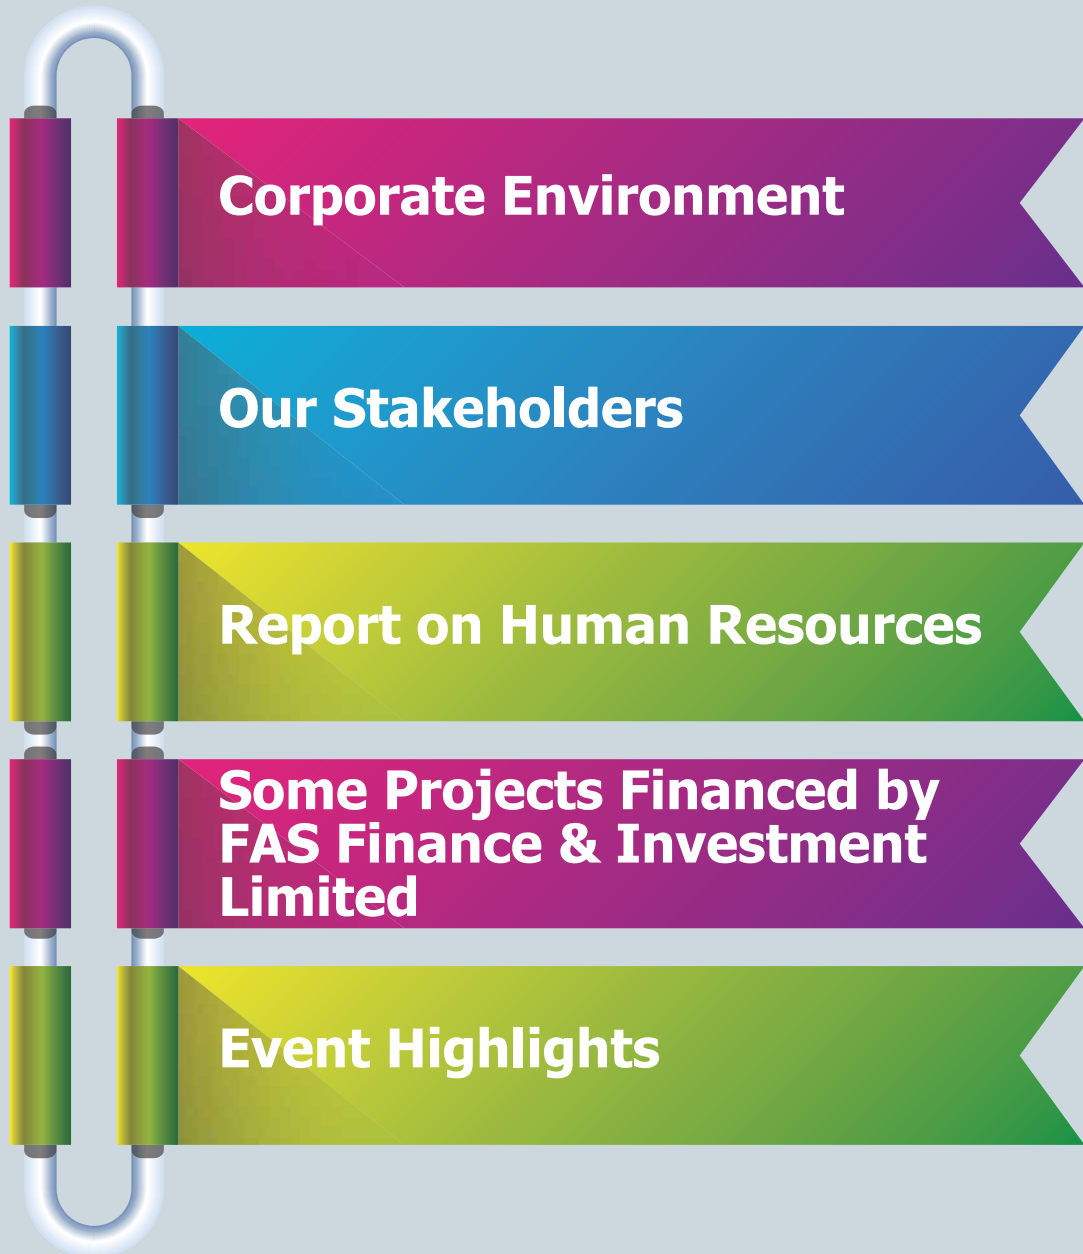 Corporate Environment
Our Stakeholders
Report on Human Resources
Some Projects Financed by
FAS Finance & Investment
Limited
Event Highlights